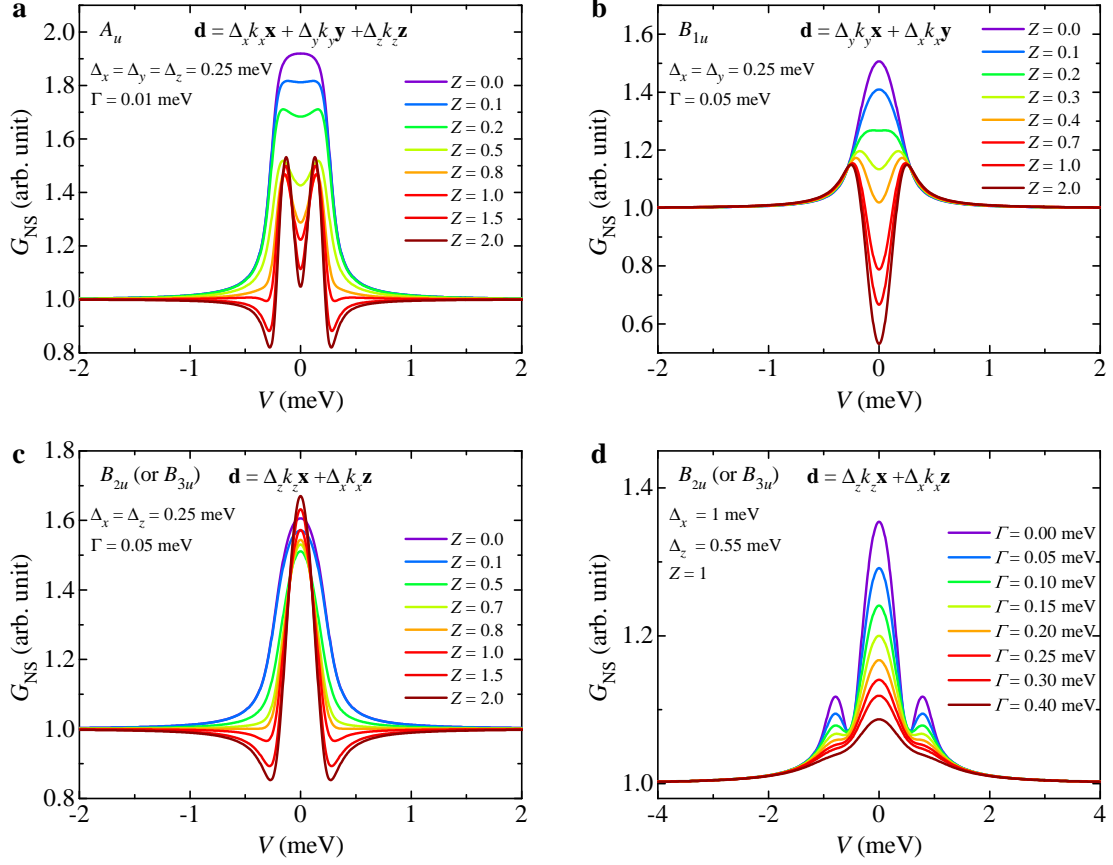 a
A_u
d = Δ_x k_x x + Δ_y k_y y + Δ_z k_z z
Δ_x = Δ_y = Δ_z = 0.25 meV
Γ = 0.01 meV
Z = 0.0
Z = 0.1
Z = 0.2
Z = 0.5
Z = 0.8
Z = 1.0
Z = 1.5
Z = 2.0
G_NS (arb. unit)
2.0
1.8
1.6
1.4
1.2
1.0
0.8
-2
-1
0
1
2
V (meV)
b
B_1u
d = Δ_y k_y x + Δ_x k_x y
Δ_x = Δ_y = 0.25 meV
Γ = 0.05 meV
Z = 0.0
Z = 0.1
Z = 0.2
Z = 0.3
Z = 0.4
Z = 0.7
Z = 1.0
Z = 2.0
G_NS (arb. unit)
1.6
1.4
1.2
1.0
0.8
0.6
-2
-1
0
1
2
V (meV)
c
B_2u (or B_3u)
d = Δ_z k_z x + Δ_x k_x z
Δ_x = Δ_z = 0.25 meV
Γ = 0.05 meV
Z = 0.0
Z = 0.1
Z = 0.5
Z = 0.7
Z = 0.8
Z = 1.0
Z = 1.5
Z = 2.0
G_NS (arb. unit)
1.8
1.6
1.4
1.2
1.0
0.8
-2
-1
0
1
2
V (meV)
d
B_2u (or B_3u)
d = Δ_z k_z x + Δ_x k_x z
Δ_x = 1 meV
Δ_z = 0.55 meV
Z = 1
Γ = 0.00 meV
Γ = 0.05 meV
Γ = 0.10 meV
Γ = 0.15 meV
Γ = 0.20 meV
Γ = 0.25 meV
Γ = 0.30 meV
Γ = 0.40 meV
G_NS (arb. unit)
1.4
1.2
1.0
-4
-2
0
2
4
V (meV)